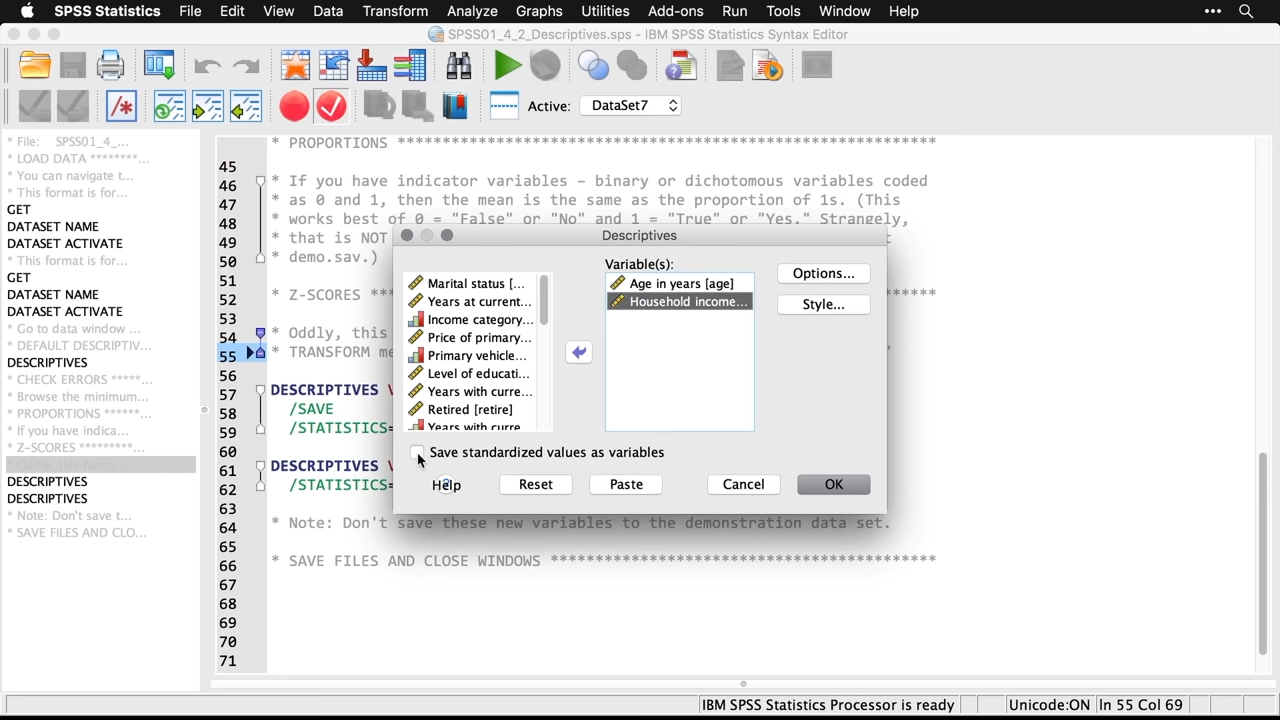 SPSS Statistics File Edit View Data Transform Analyze Graphs Utilities Add-ons Run Tools Window Help
SPSS01_4_2_Descriptives.sps - IBM SPSS Statistics Syntax Editor
Active: DataSet7
* File: SPSS01_4_...
* LOAD DATA ********...
* You can navigate t...
* This format is for...
GET
DATASET NAME
DATASET ACTIVATE
* This format is for...
GET
DATASET NAME
DATASET ACTIVATE
* Go to data window ...
* DEFAULT DESCRIPTIV...
DESCRIPTIVES
* CHECK ERRORS *****...
* Browse the minimum...
* PROPORTIONS ******...
* If you have indica...
* Z-SCORES *********...
* Oddly, this functi...
DESCRIPTIVES
DESCRIPTIVES
* Note: Don't save t...
* SAVE FILES AND CLO...
* PROPORTIONS ************************************************************
45
46 * If you have indicator variables – binary or dichotomous variables coded
47 * as 0 and 1, then the mean is the same as the proportion of 1s. (This
48 * works best of 0 = "False" or "No" and 1 = "True" or "Yes." Strangely,
49 * that is NOT
50 * demo.sav.)
51
52 * Z-SCORES ***
53
54 * Oddly, this
55 * TRANSFORM me
56
57 DESCRIPTIVES
58 /SAVE
59 /STATISTICS=
60
61 DESCRIPTIVES
62 /STATISTICS=
63
64 * Note: Don't save these new variables to the demonstration data set.
65
66 * SAVE FILES AND CLOSE WINDOWS *******************************************
67
68
69
70
71
Descriptives
Variable(s):
Marital status [...
Years at current...
Income category...
Price of primary...
Primary vehicle...
Level of educati...
Years with curre...
Retired [retire]
Years with curre
Age in years [age]
Household income...
Options...
Style...
Save standardized values as variables
Help Reset Paste Cancel OK
IBM SPSS Statistics Processor is ready Unicode:ON In 55 Col 69